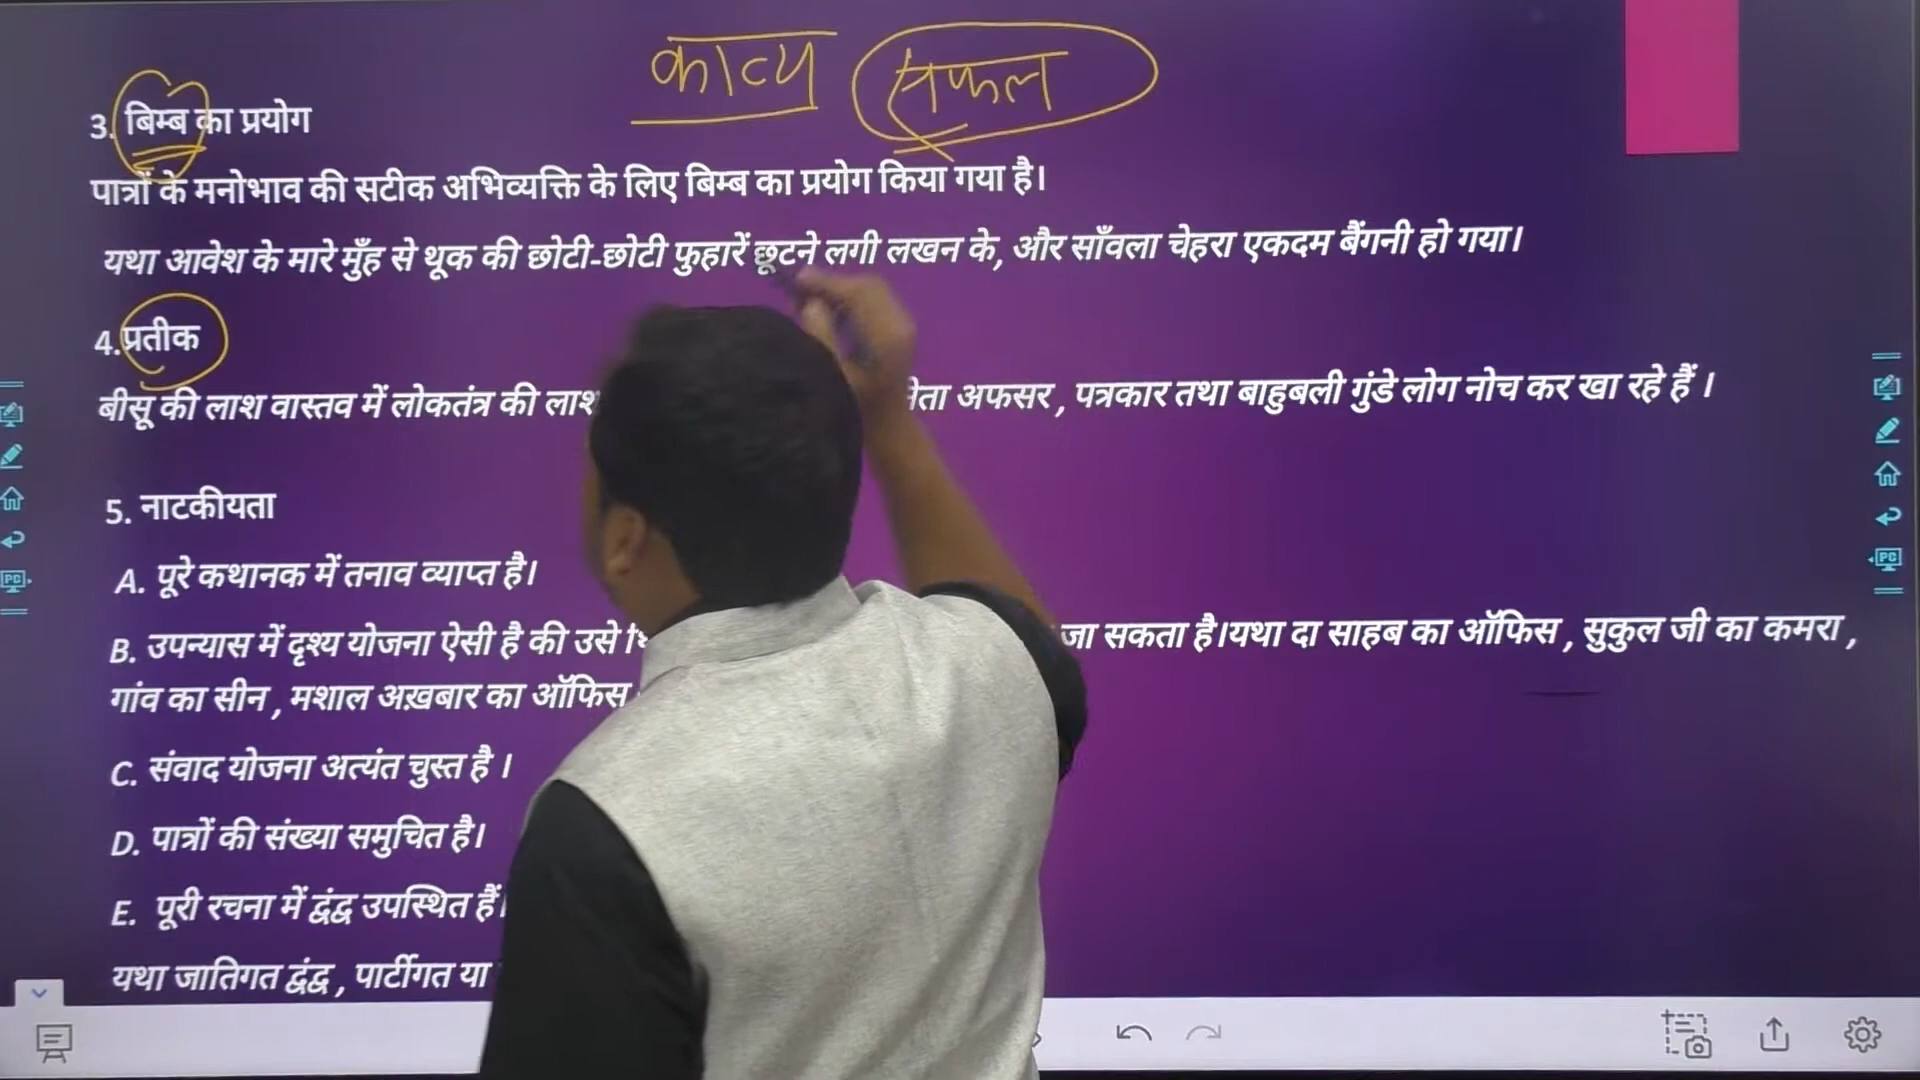 काव्य सफल
3. बिम्ब का प्रयोग
पात्रों के मनोभाव की सटीक अभिव्यक्ति के लिए बिम्ब का प्रयोग किया गया है।
यथा आवेश के मारे मुँह से थूक की छोटी-छोटी फुहारें छूटने लगी लखन के, और साँवला चेहरा एकदम बैंगनी हो गया।
4.प्रतीक
बीसू की लाश वास्तव में लोकतंत्र की लाश अफसर, पत्रकार तथा बाहुबली गुंडे लोग नोच कर खा रहे हैं ।
5. नाटकीयता
A. पूरे कथानक में तनाव व्याप्त है।
B. उपन्यास में दृश्य योजना ऐसी है की उसे जा सकता है।यथा दा साहब का ऑफिस , सुकुल जी का कमरा ,
गांव का सीन , मशाल अख़बार का ऑफिस
C. संवाद योजना अत्यंत चुस्त है ।
D. पात्रों की संख्या समुचित है।
E. पूरी रचना में द्वंद्व उपस्थित हैं।
यथा जातिगत द्वंद्व , पार्टीगत या
PC
PC